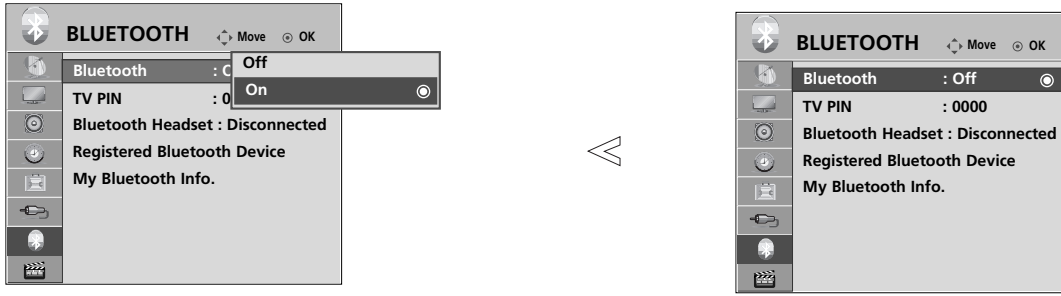 BLUETOOTH Move OK
Bluetooth : O
Off
On
TV PIN : 0
Bluetooth Headset : Disconnected
Registered Bluetooth Device
My Bluetooth Info.
<
BLUETOOTH Move OK
Bluetooth : Off
TV PIN : 0000
Bluetooth Headset : Disconnected
Registered Bluetooth Device
My Bluetooth Info.